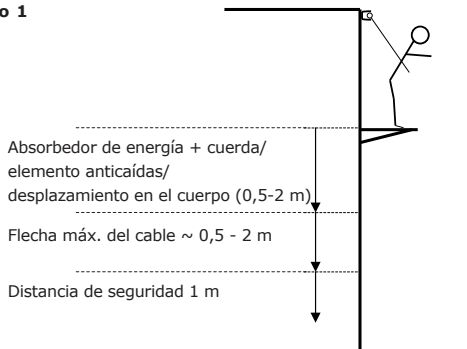 o 1
Absorbedor de energía + cuerda/
elemento anticaídas/
desplazamiento en el cuerpo (0,5-2 m)
Flecha máx. del cable ~ 0,5 - 2 m
Distancia de seguridad 1 m